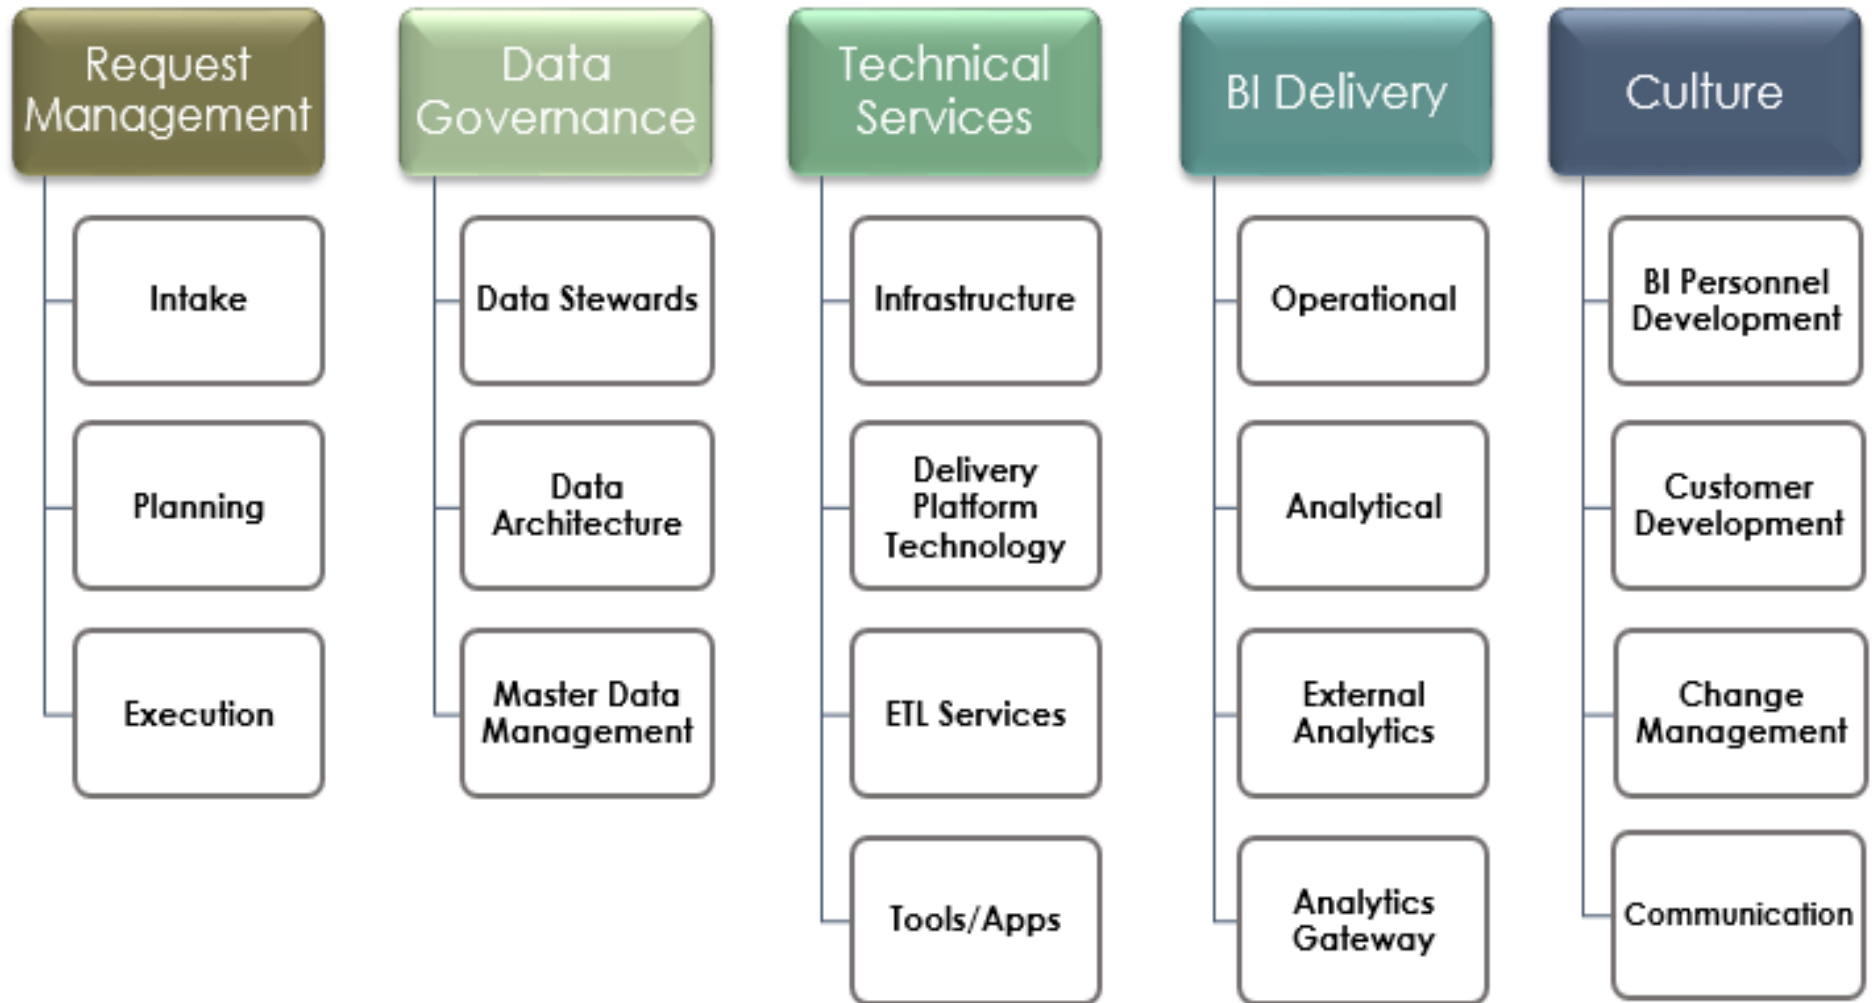 Request
Management
Intake
Planning
Execution
Data
Governance
Data Stewards
Data
Architecture
Master Data
Management
Technical
Services
Infrastructure
Delivery
Platform
Technology
ETL Services
Tools/Apps
BI Delivery
Operational
Analytical
External
Analytics
Analytics
Gateway
Culture
BI Personnel
Development
Customer
Development
Change
Management
Communication